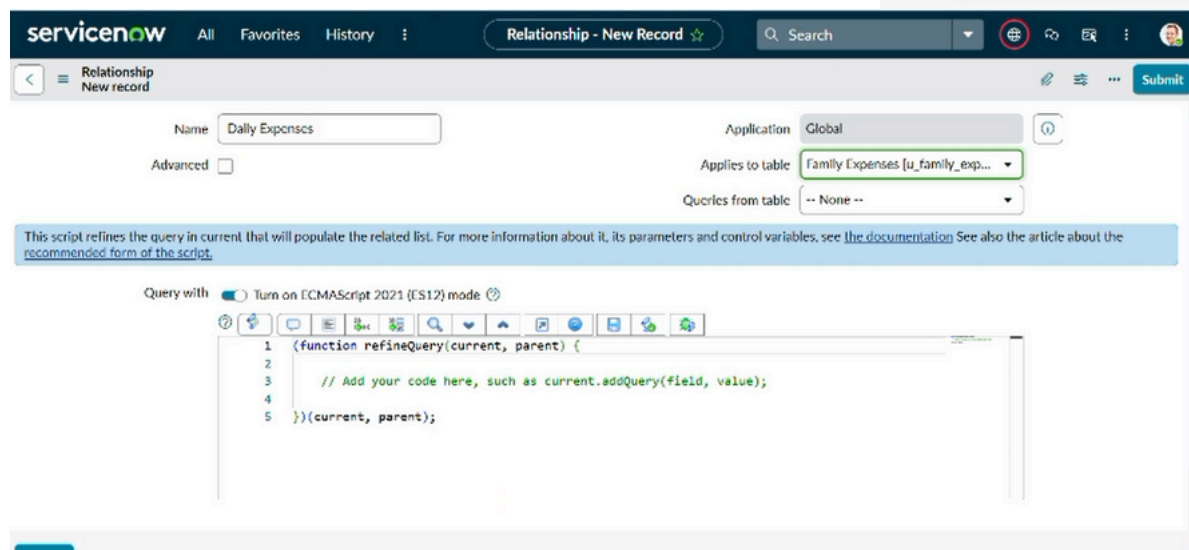 servicenow All Favorites History Relationship - New Record Search
Relationship
New record
Submit
Name Daily Expenses
Application Global
Advanced
Applies to table Family Expenses [u_family_exp...
Queries from table -- None --
This script refines the query in current that will populate the related list. For more information about it, its parameters and control variables, see the documentation See also the article about the
recommended form of the script.
Query with Turn on ECMAScript 2021 (ES12) mode
1 (function refineQuery(current, parent) {
2
3 // Add your code here, such as current.addQuery(field, value);
4
5 })(current, parent);